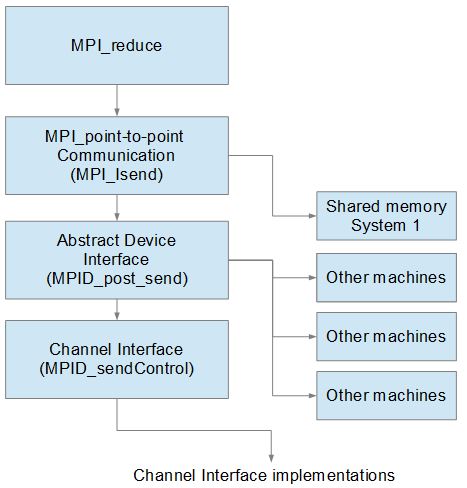 MPI_reduce
MPI_point-to-point
Communication
(MPI_Isend)
Shared memory
System 1
Abstract Device
Interface
(MPID_post_send)
Other machines
Other machines
Channel Interface
(MPID_sendControl)
Other machines
Channel Interface implementations